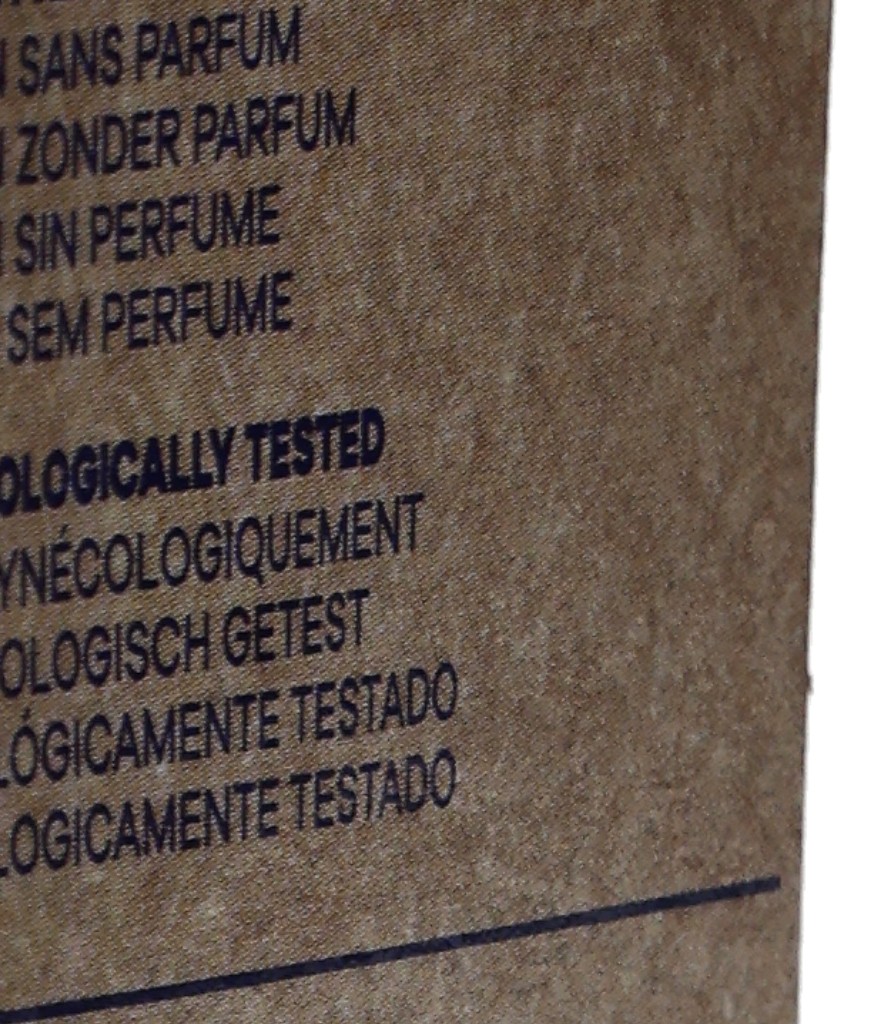 SANS PARFUM
ZONDER PARFUM
SIN PERFUME
SEM PERFUME
OLOGICALLY TESTED
YNÉCOLOGIQUEMENT
OLOGISCH GETEST
LÓGICAMENTE TESTADO
LOGICAMENTE TESTADO